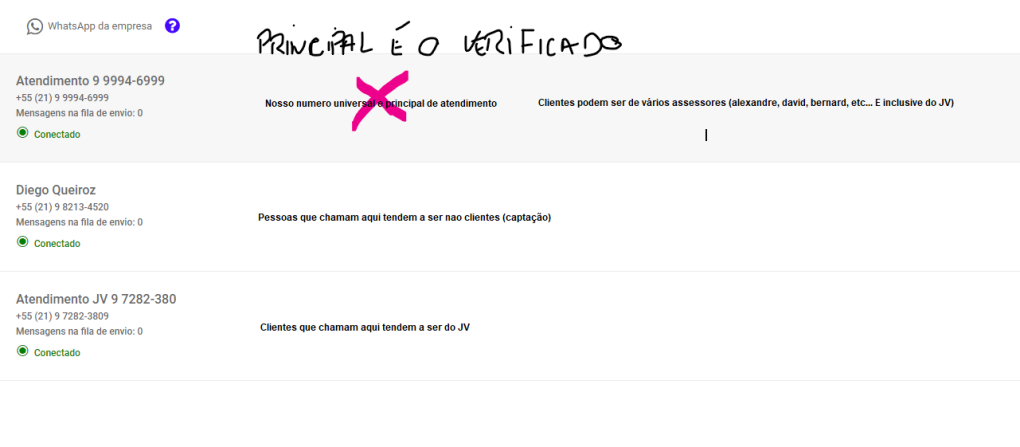 WhatsApp da empresa ?
PRINCIPAL É O VERIFICADO
Atendimento 9 9994-6999
+55 (21) 9 9994-6999
Mensagens na fila de envio: 0
Conectado
Nosso numero universal e principal de atendimento
Clientes podem ser de vários assessores (alexandre, david, bernard, etc... E inclusive do JV)
Diego Queiroz
+55 (21) 9 8213-4520
Mensagens na fila de envio: 0
Conectado
Pessoas que chamam aqui tendem a ser nao clientes (captação)
Atendimento JV 9 7282-380
+55 (21) 9 7282-3809
Mensagens na fila de envio: 0
Conectado
Clientes que chamam aqui tendem a ser do JV